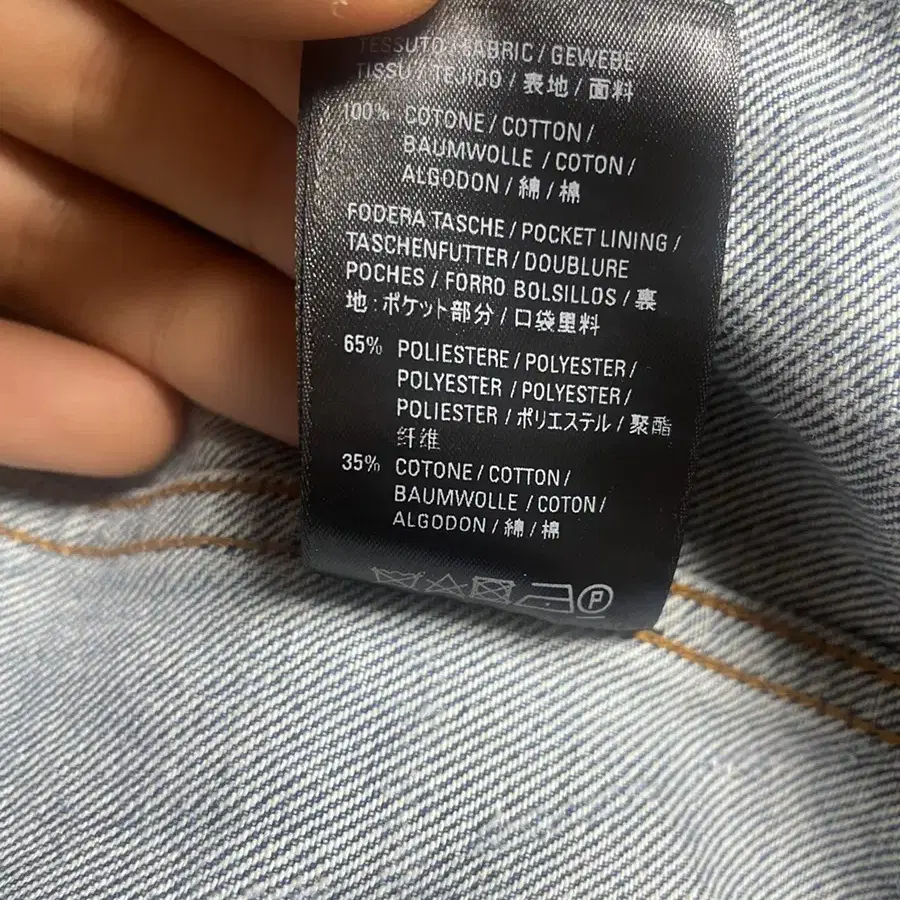 TESSUTO / FABRIC / GEWEBE /
TISSU / TEJIDO / 表地 / 面料
100% COTONE / COTTON /
BAUMWOLLE / COTON /
ALGODON / 綿 / 棉
FODERA TASCHE / POCKET LINING /
TASCHENFUTTER / DOUBLURE
POCHES / FORRO BOLSILLOS / 裏
地:ポケット部分 / 口袋里料
65% POLIESTERE / POLYESTER /
POLYESTER / POLYESTER /
POLIESTER / ポリエステル / 聚酯
纤维
35% COTONE / COTTON /
BAUMWOLLE / COTON /
ALGODON / 綿 / 棉
P